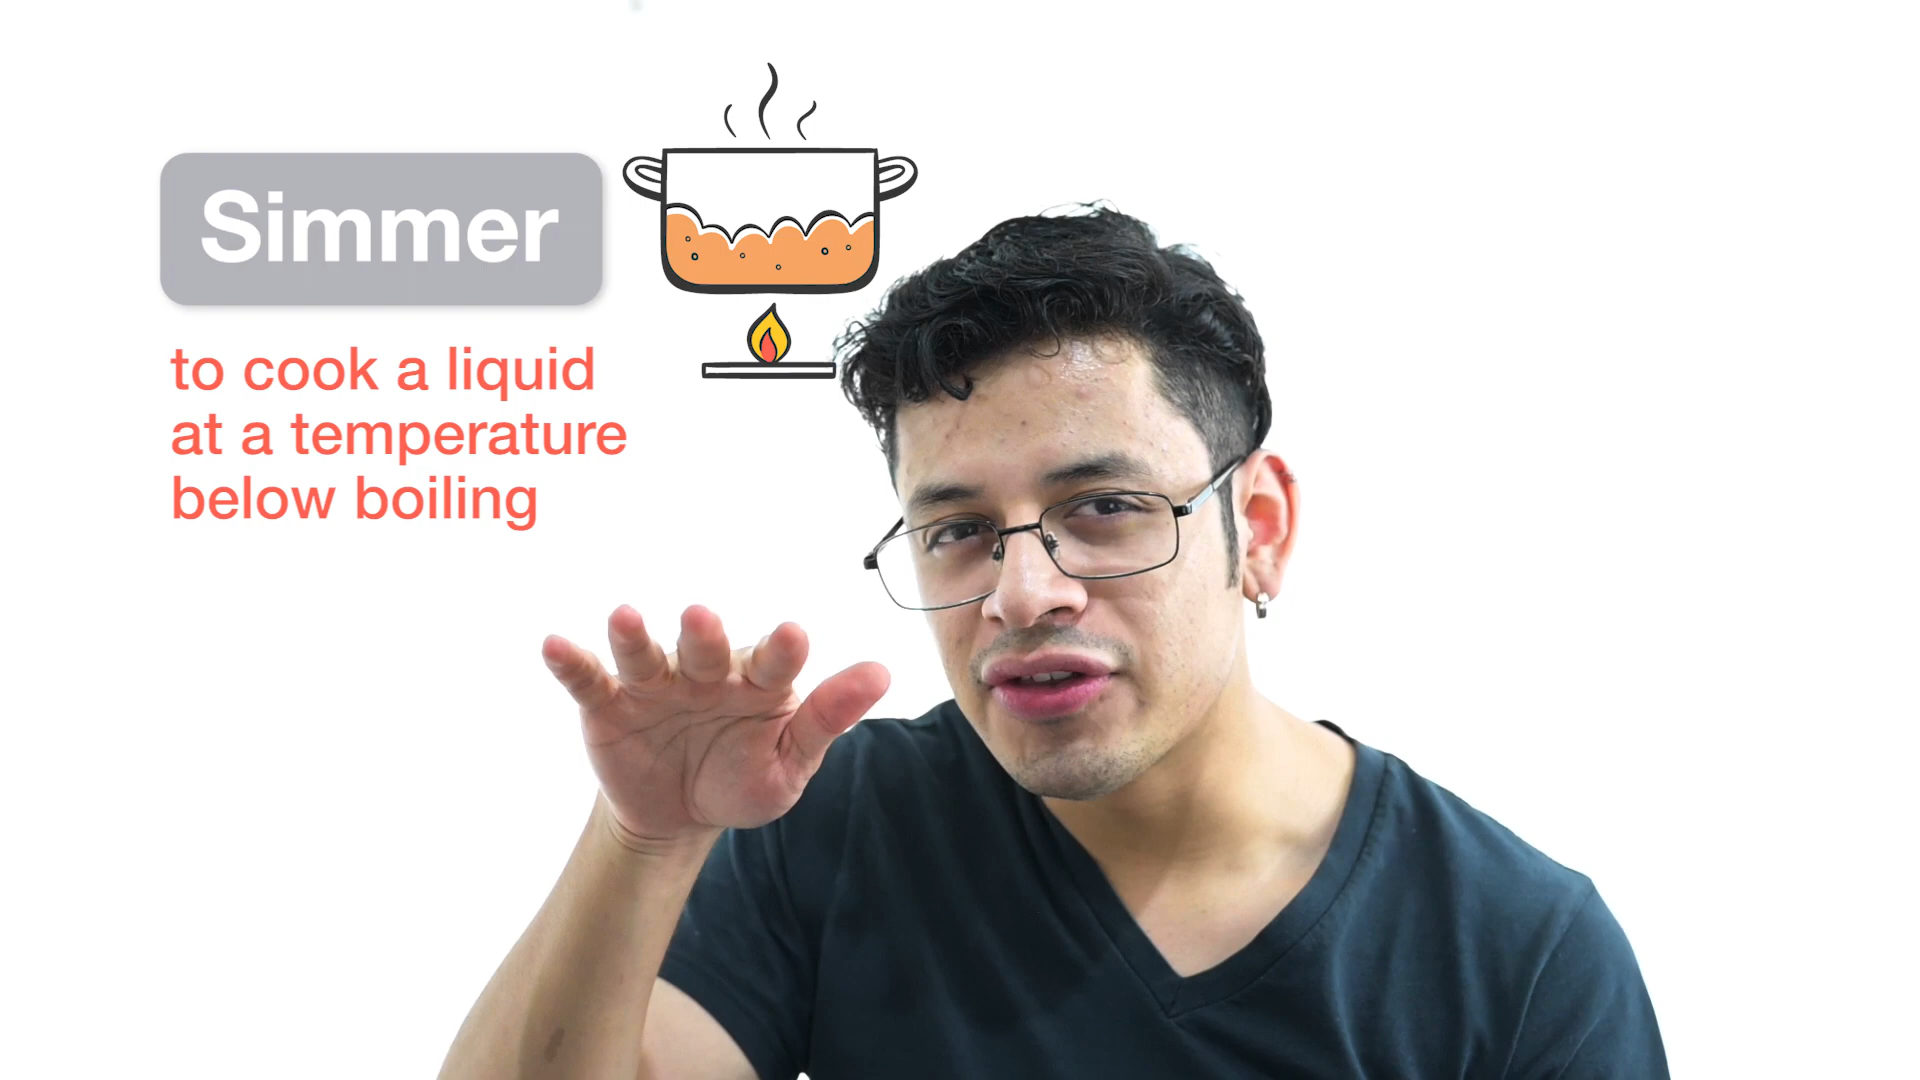 Simmer
to cook a liquid
at a temperature
below boiling